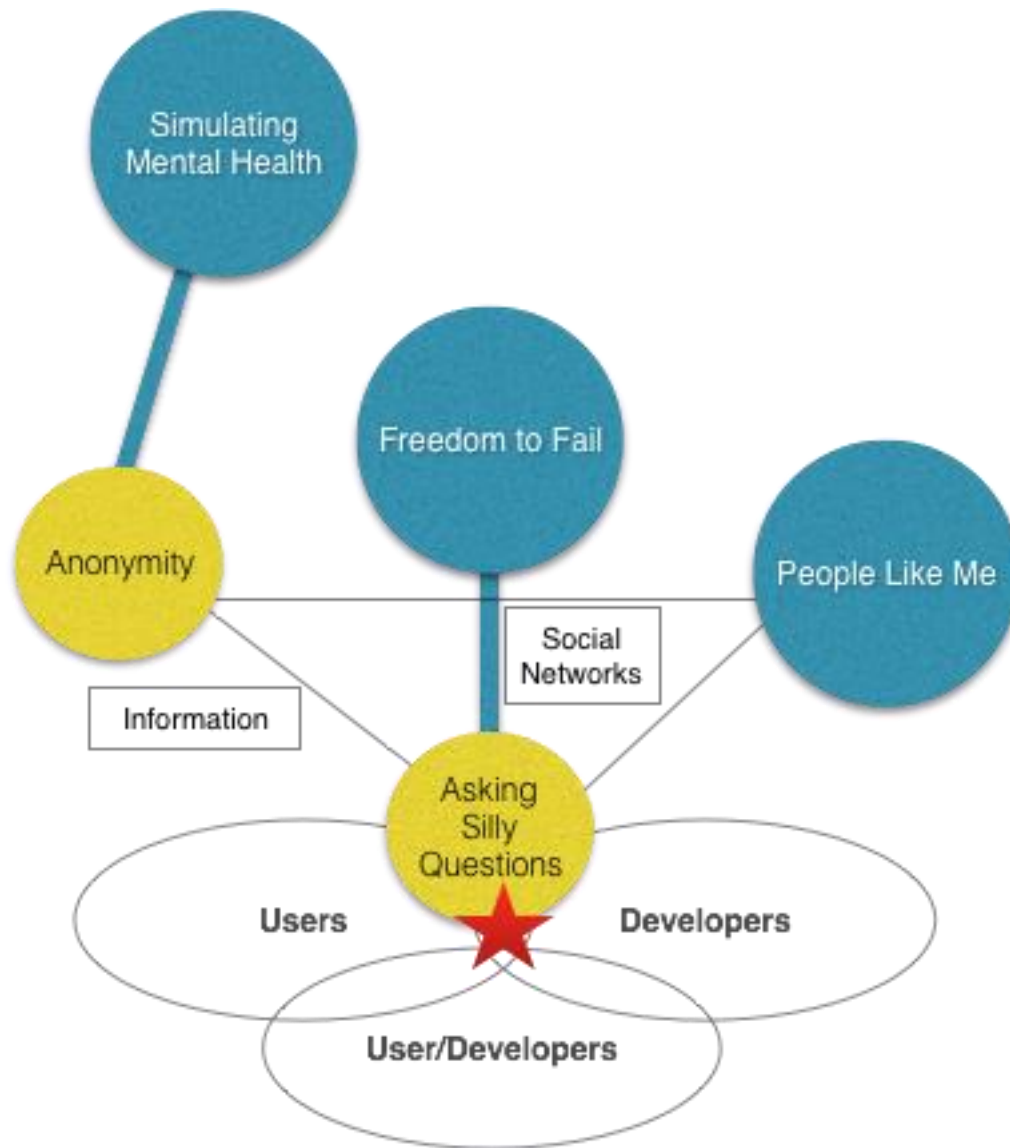 Simulating
Mental Health
Freedom to Fail
Anonymity
People Like Me
Social
Networks
Information
Asking
Silly
Questions
Users
Developers
User/Developers